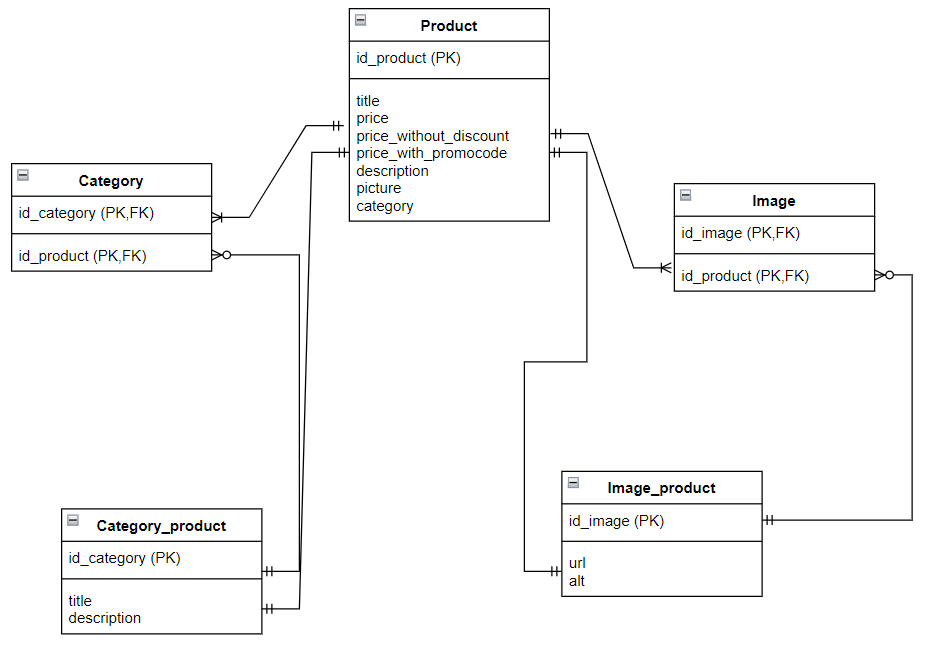 Product
id_product (PK)
title
price
price_without_discount
price_with_promocode
description
picture
category
Category
id_category (PK,FK)
id_product (PK,FK)
Image
id_image (PK,FK)
id_product (PK,FK)
Category_product
id_category (PK)
title
description
Image_product
id_image (PK)
url
alt